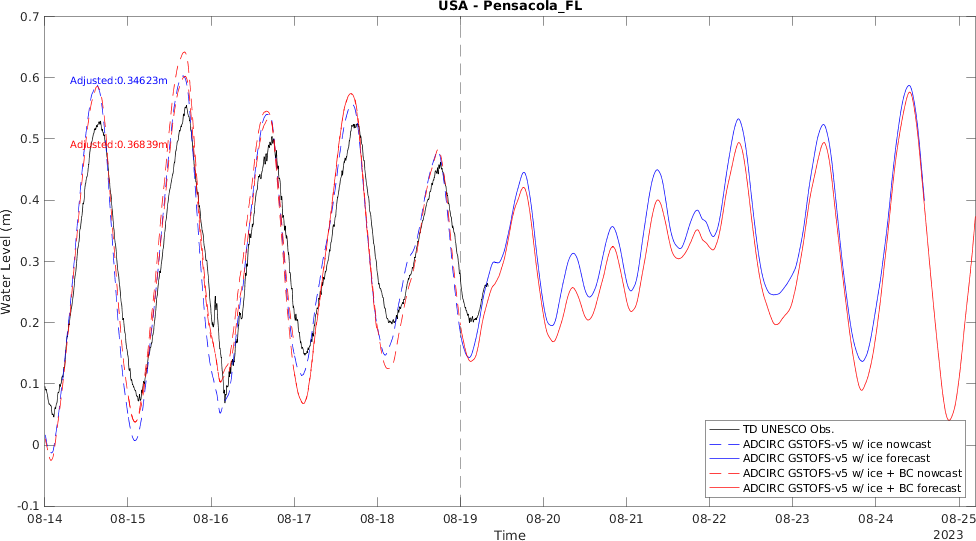 USA - Pensacola_FL
0.7
0.6
0.5
0.4
0.3
0.2
0.1
0
-0.1
Water Level (m)
Adjusted:0.34623m
Adjusted:0.36839m
TD UNESCO Obs.
ADCIRC GSTOFS-v5 w/ ice nowcast
ADCIRC GSTOFS-v5 w/ ice forecast
ADCIRC GSTOFS-v5 w/ ice + BC nowcast
ADCIRC GSTOFS-v5 w/ ice + BC forecast
08-14 08-15 08-16 08-17 08-18 08-19 08-20 08-21 08-22 08-23 08-24 08-25
Time
2023